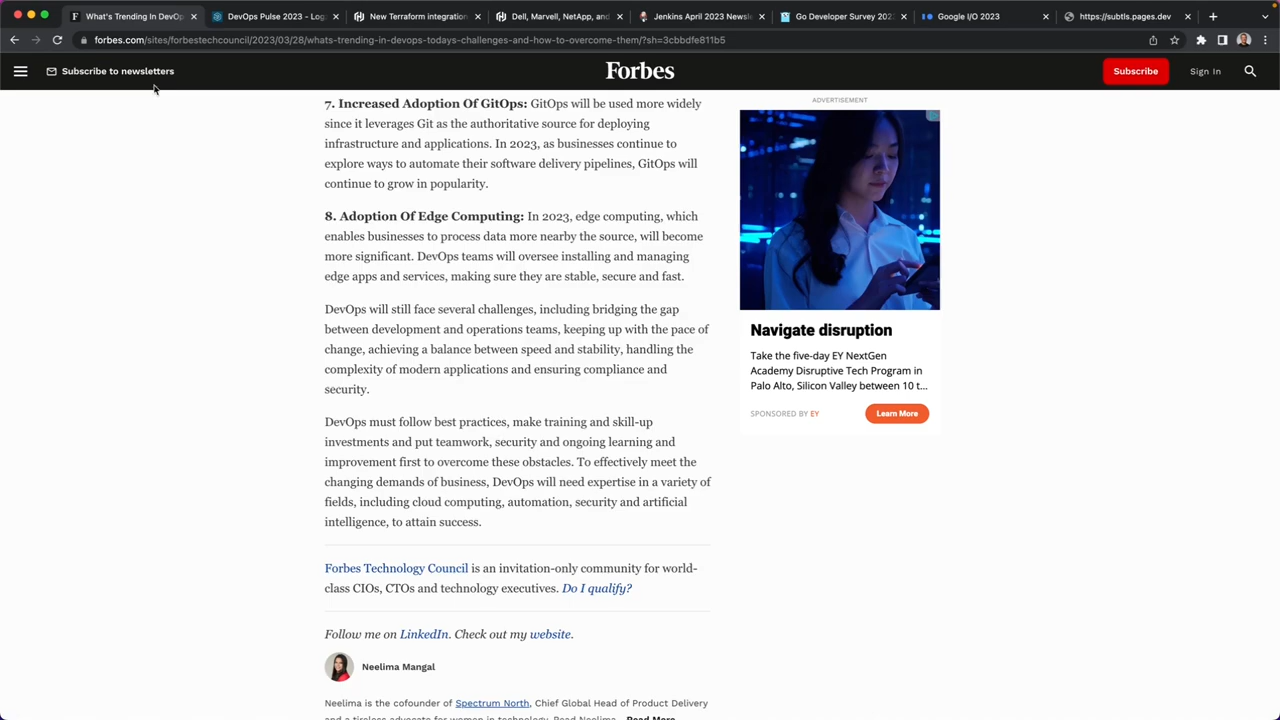 What's Trending In DevO
DevOps Pulse 2023 - Log
New Terraform integration
Dell, Marvell, NetApp, and
Jenkins April 2023 Newsle
Go Developer Survey 202
Google I/O 2023
https://subtls.pages.dev
forbes.com/sites/forbestechcouncil/2023/03/28/whats-trending-in-devops-todays-challenges-and-how-to-overcome-them/?sh=3cbbdfe811b5
Subscribe to newsletters
Forbes
Subscribe
Sign In
7. Increased Adoption Of GitOps: GitOps will be used more widely
since it leverages Git as the authoritative source for deploying
infrastructure and applications. In 2023, as businesses continue to
explore ways to automate their software delivery pipelines, GitOps will
continue to grow in popularity.
8. Adoption Of Edge Computing: In 2023, edge computing, which
enables businesses to process data more nearby the source, will become
more significant. DevOps teams will oversee installing and managing
edge apps and services, making sure they are stable, secure and fast.
DevOps will still face several challenges, including bridging the gap
between development and operations teams, keeping up with the pace of
change, achieving a balance between speed and stability, handling the
complexity of modern applications and ensuring compliance and
security.
DevOps must follow best practices, make training and skill-up
investments and put teamwork, security and ongoing learning and
improvement first to overcome these obstacles. To effectively meet the
changing demands of business, DevOps will need expertise in a variety of
fields, including cloud computing, automation, security and artificial
intelligence, to attain success.
Forbes Technology Council is an invitation-only community for world-
class CIOs, CTOs and technology executives. Do I qualify?
Follow me on LinkedIn. Check out my website.
Neelima Mangal
Neelima is the cofounder of Spectrum North, Chief Global Head of Product Delivery
and a tireless advocate for women in technology. Read Neelima… Read More
ADVERTISEMENT
Navigate disruption
Take the five-day EY NextGen
Academy Disruptive Tech Program in
Palo Alto, Silicon Valley between 10 t...
SPONSORED BY EY
Learn More